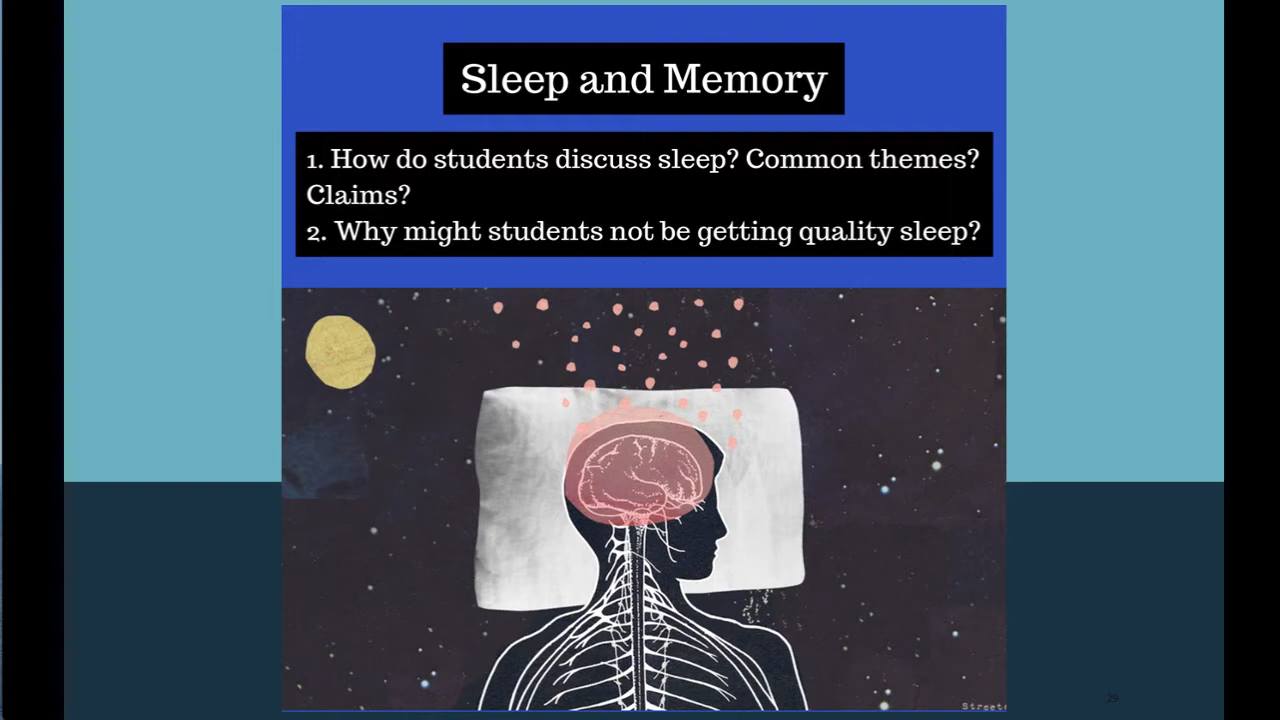 Sleep and Memory
1. How do students discuss sleep? Common themes?
Claims?
2. Why might students not be getting quality sleep?
29